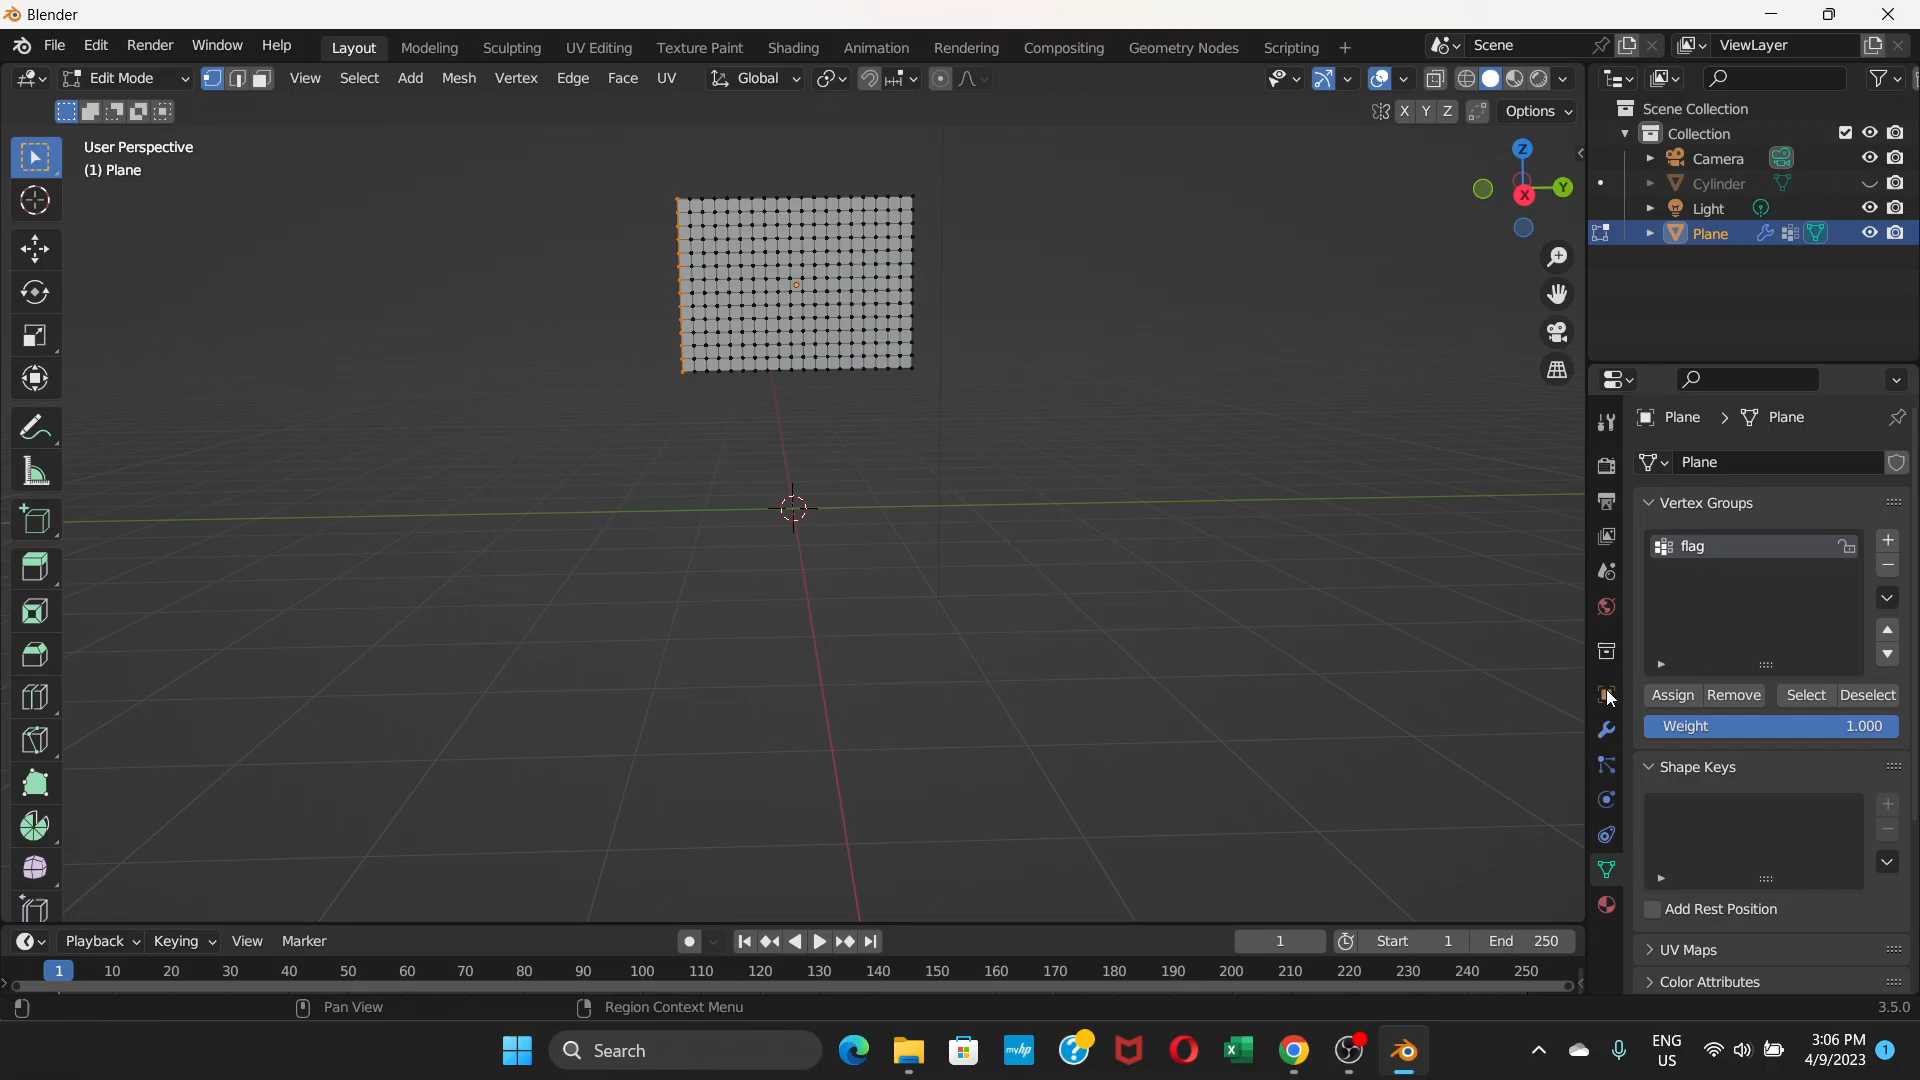 Blender
File Edit Render Window Help Layout Modeling Sculpting UV Editing Texture Paint Shading Animation Rendering Compositing Geometry Nodes Scripting + Scene ViewLayer
Edit Mode View Select Add Mesh Vertex Edge Face UV Global
X Y Z Options
User Perspective
(1) Plane
Z
Y
X
Scene Collection
Collection
Camera
Cylinder
Light
Plane
Plane > Plane
Plane
Vertex Groups
flag
Assign Remove Select Deselect
Weight 1.000
Shape Keys
Add Rest Position
UV Maps
Color Attributes
Playback Keying View Marker 1 Start 1 End 250
1 10 20 30 40 50 60 70 80 90 100 110 120 130 140 150 160 170 180 190 200 210 220 230 240 250
Pan View Region Context Menu 3.5.0
Search myhp ENG
US
3:06 PM
4/9/2023
1